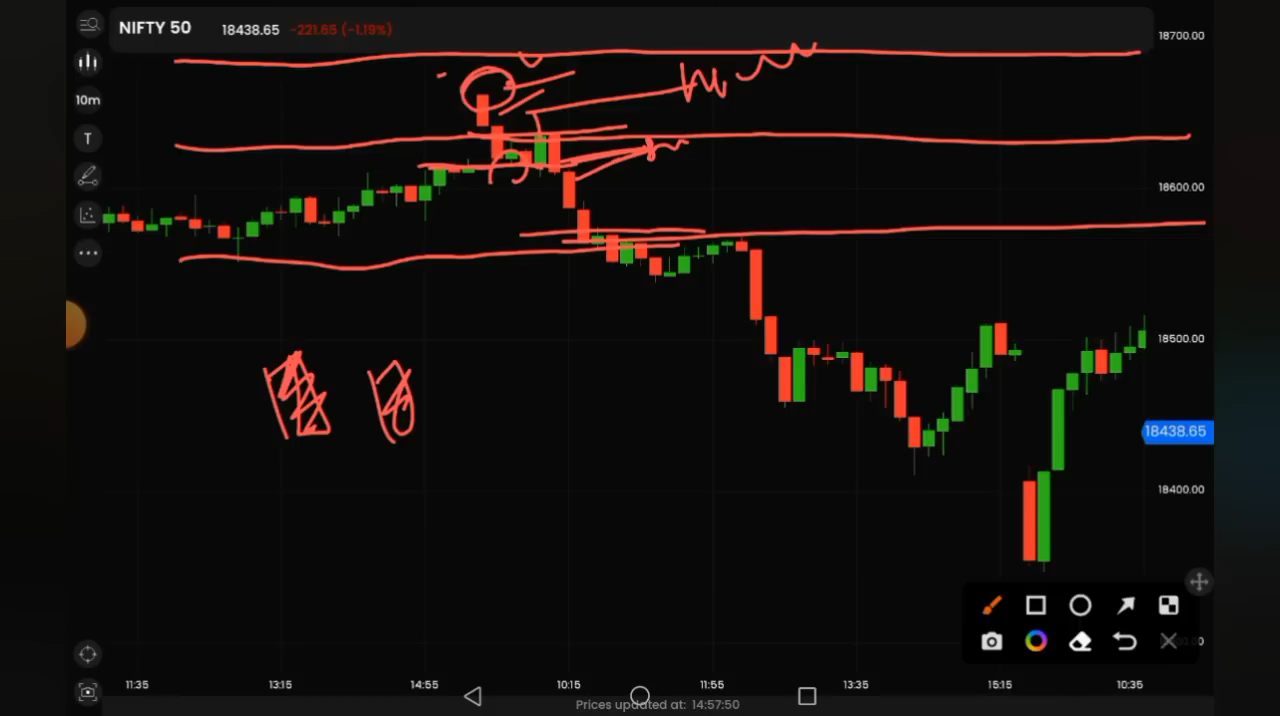 NIFTY 50 18438.65 -221.65 (-1.19%)
18700.00
10m
T
18600.00
18500.00
18438.65
18400.00
11:35 13:15 14:55 10:15 11:55 13:35 15:15 10:35
Prices updated at: 14:57:50